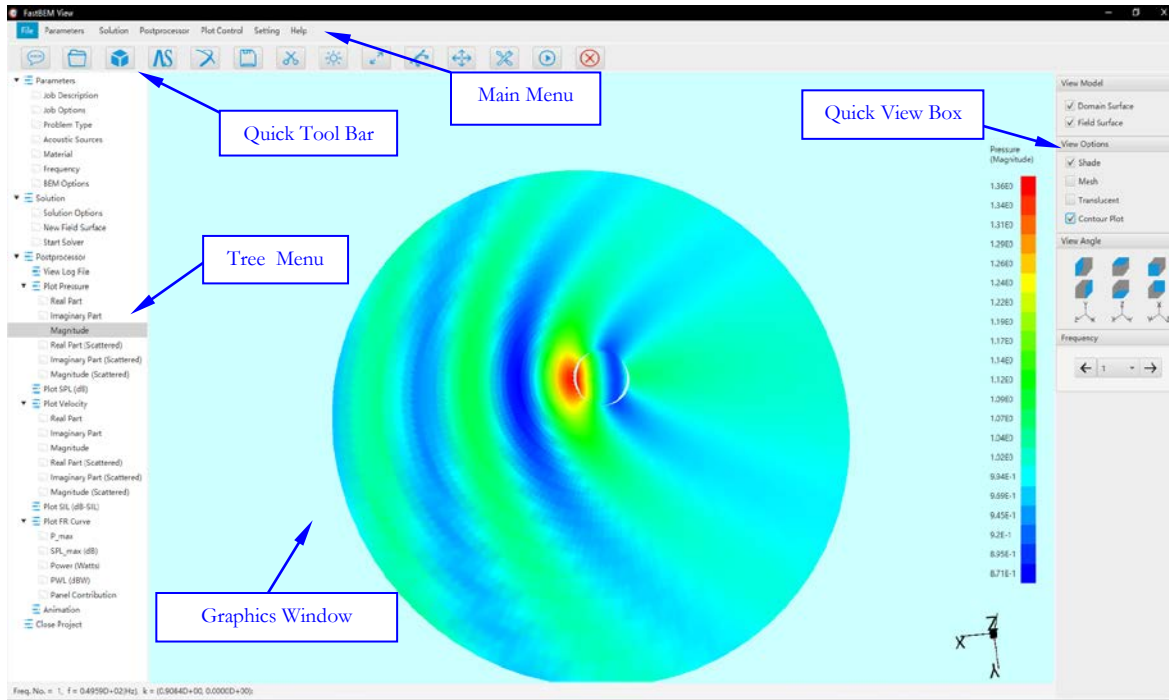 FastBEM View
File Parameters Solution Postprocessor Plot Control Setting Help
Main Menu
Quick Tool Bar
Quick View Box
Tree Menu
Graphics Window
Parameters
Job Description
Job Options
Problem Type
Acoustic Sources
Material
Frequency
BEM Options
Solution
Solution Options
New Field Surface
Start Solver
Postprocessor
View Log File
Plot Pressure
Real Part
Imaginary Part
Magnitude
Real Part (Scattered)
Imaginary Part (Scattered)
Magnitude (Scattered)
Plot SPL (dB)
Plot Velocity
Real Part
Imaginary Part
Magnitude
Real Part (Scattered)
Imaginary Part (Scattered)
Magnitude (Scattered)
Plot SIL (dB-SIL)
Plot FR Curve
P_max
SPL_max (dB)
Power (Watts)
PWL (dBW)
Panel Contribution
Animation
Close Project
Pressure
(Magnitude)
1.36E0
1.34E0
1.31E0
1.29E0
1.26E0
1.24E0
1.22E0
1.19E0
1.17E0
1.14E0
1.12E0
1.09E0
1.07E0
1.04E0
1.02E0
9.94E-1
9.69E-1
9.45E-1
9.2E-1
8.95E-1
8.71E-1
X
Z
Y
View Model
Domain Surface
Field Surface
View Options
Shade
Mesh
Translucent
Contour Plot
View Angle
Frequency
1
Freq. No. = 1, f = 0.4959D+02(Hz), k = (0.9084D+00, 0.0000D+00);